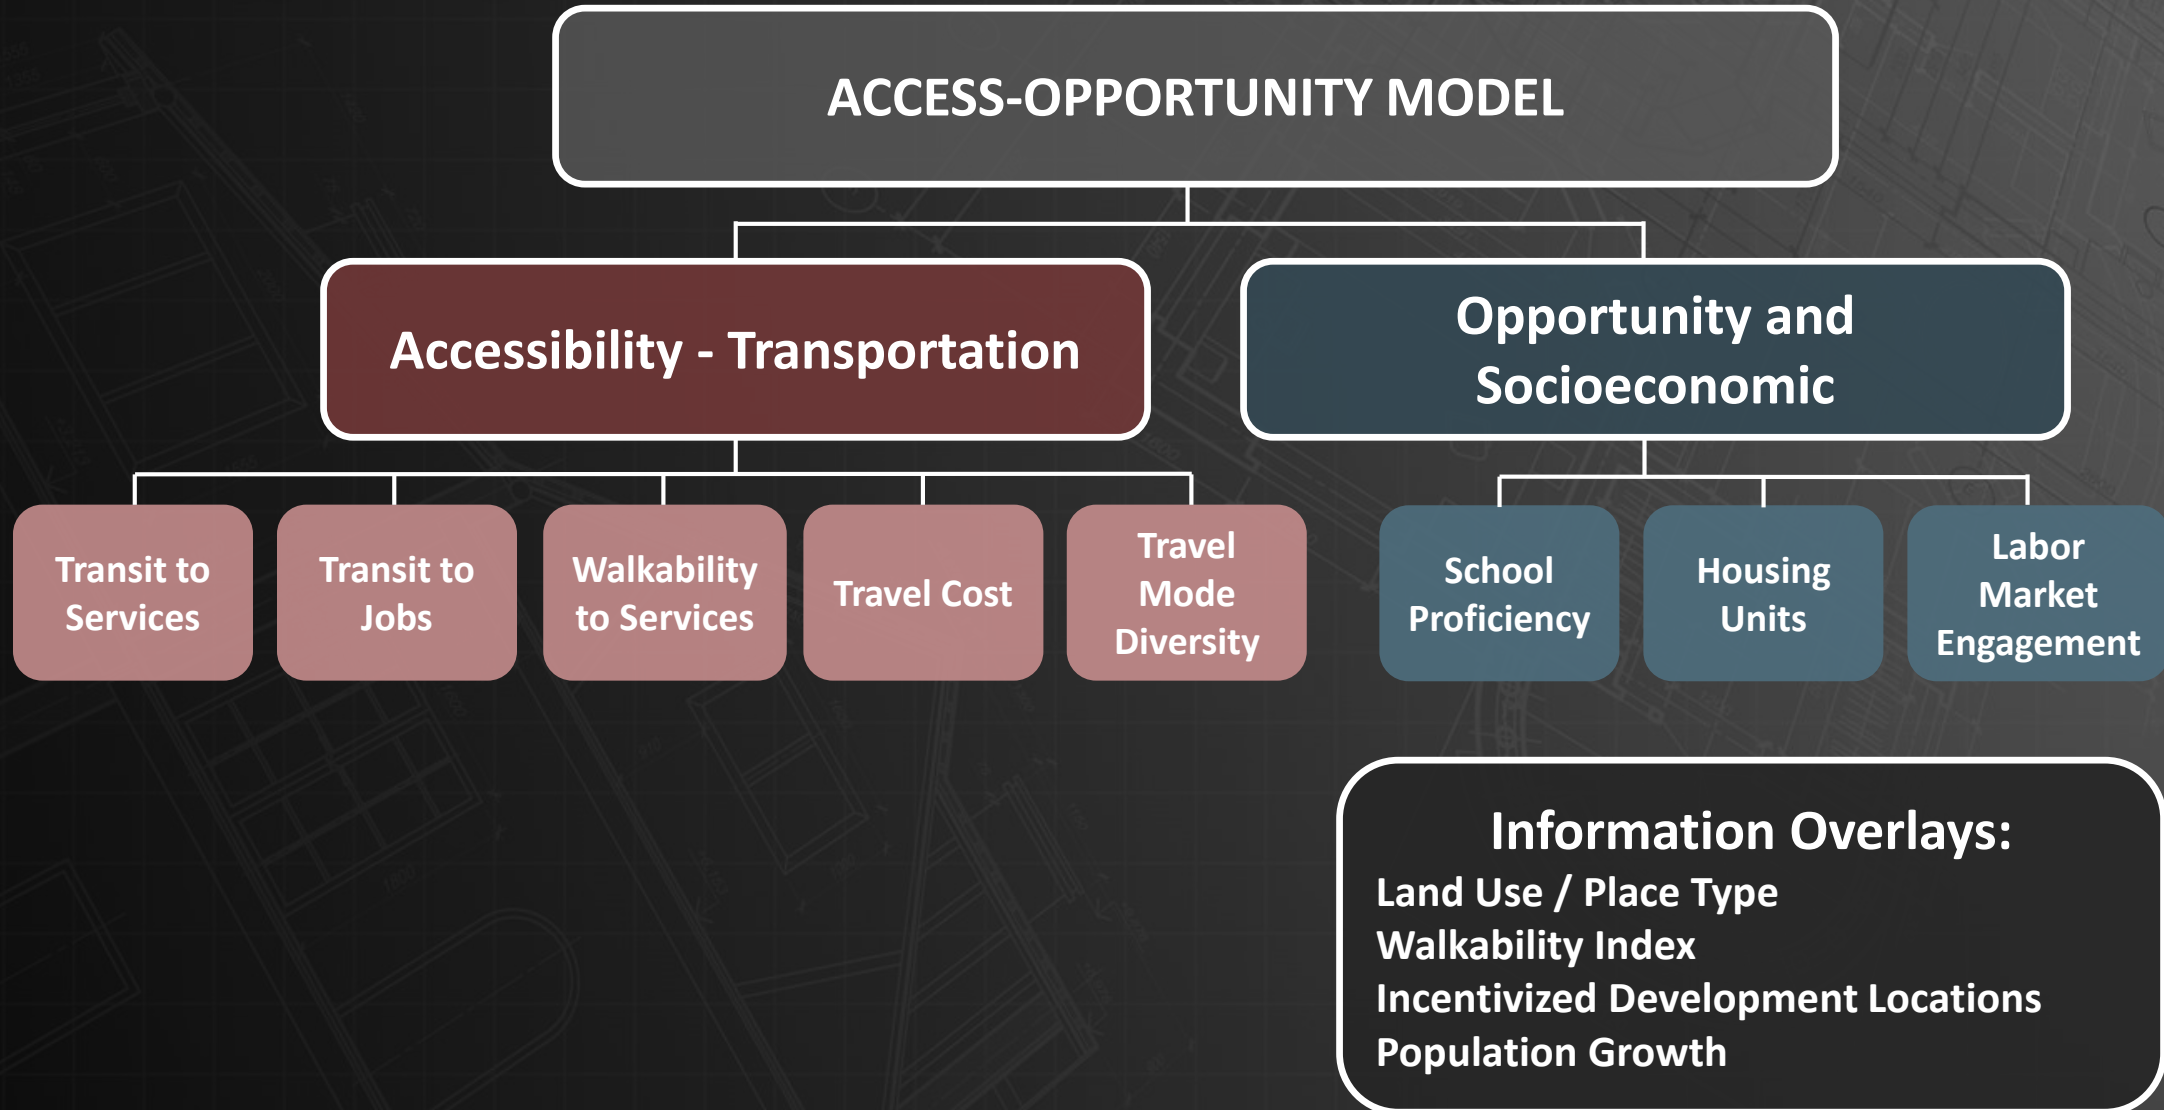 ACCESS-OPPORTUNITY MODEL
Accessibility - Transportation
Opportunity and
Socioeconomic
Transit to
Services
Transit to
Jobs
Walkability
to Services
Travel Cost
Travel
Mode
Diversity
School
Proficiency
Housing
Units
Labor
Market
Engagement
Information Overlays:
Land Use / Place Type
Walkability Index
Incentivized Development Locations
Population Growth